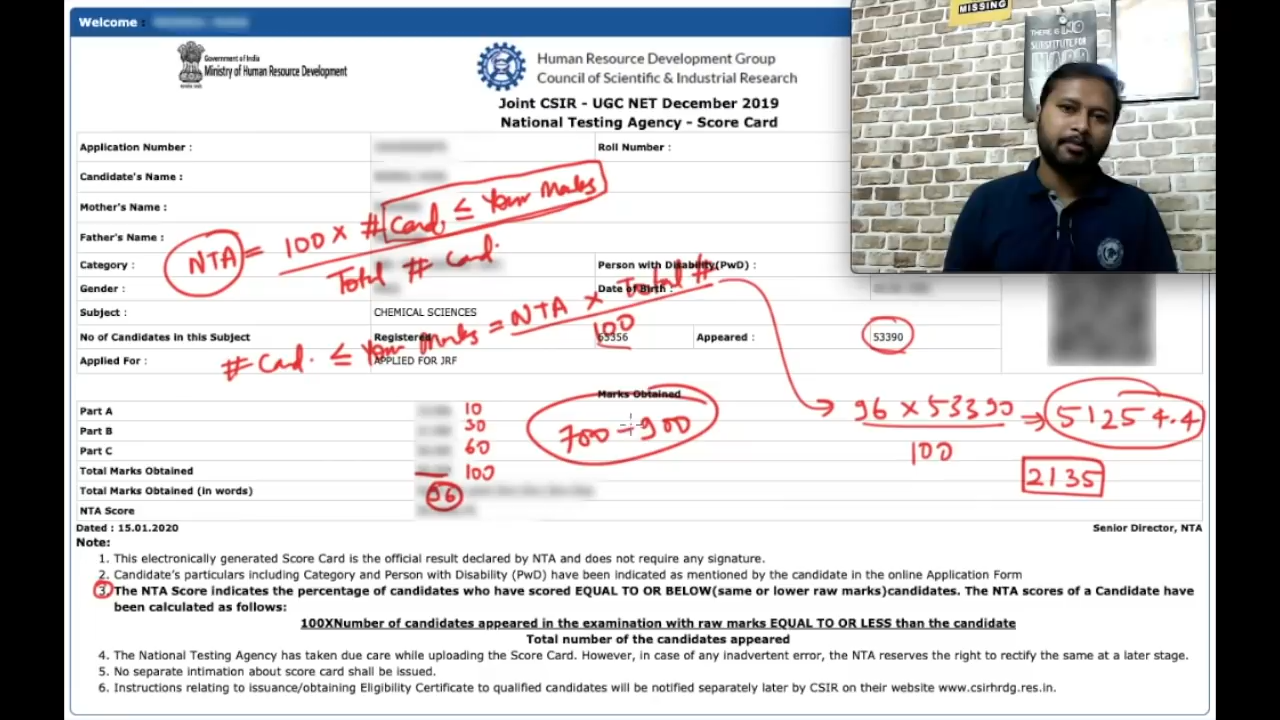 Welcome :
MISSING
THERE IS NO
SUBSTITUTE FOR
HARD
Government of India
Ministry of Human Resource Development
Human Resource Development Group
Council of Scientific & Industrial Research
Joint CSIR - UGC NET December 2019
National Testing Agency - Score Card
Application Number :
Roll Number :
Candidate's Name :
Mother's Name :
Father's Name :
NTA = 100 × # Cand. ≤ Your Marks
Total # Cand.
Category :
Person with Disability(PwD) :
Gender :
Date of Birth :
Subject :
CHEMICAL SCIENCES
# Cand. ≤ Your Marks = NTA × Total #
100
No of Candidates in this Subject
Registered
65356
Appeared :
53390
Applied For :
APPLIED FOR JRF
Marks Obtained
Part A
10
Part B
30
Part C
60
Total Marks Obtained
100
Total Marks Obtained (in words)
96
NTA Score
700 - 900
96 × 53390 ⇒ 51254.4
100
2135
Dated : 15.01.2020
Senior Director, NTA
Note:
1. This electronically generated Score Card is the official result declared by NTA and does not require any signature.
2. Candidate's particulars including Category and Person with Disability (PwD) have been indicated as mentioned by the candidate in the online Application Form
3. The NTA Score indicates the percentage of candidates who have scored EQUAL TO OR BELOW(same or lower raw marks)candidates. The NTA scores of a Candidate have
been calculated as follows:
100XNumber of candidates appeared in the examination with raw marks EQUAL TO OR LESS than the candidate
Total number of the candidates appeared
4. The National Testing Agency has taken due care while uploading the Score Card. However, in case of any inadvertent error, the NTA reserves the right to rectify the same at a later stage.
5. No separate intimation about score card shall be issued.
6. Instructions relating to issuance/obtaining Eligibility Certificate to qualified candidates will be notified separately later by CSIR on their website www.csirhrdg.res.in.